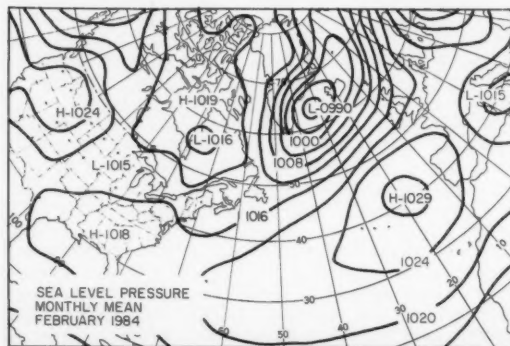 L-0990
L-1015
H-1024
H-1019
L-1016
1000
1008
L-1015
H-1029
1016
H-1018
1024
1020
40
30
30
20
60
50
40
SEA LEVEL PRESSURE
MONTHLY MEAN
FEBRUARY 1984